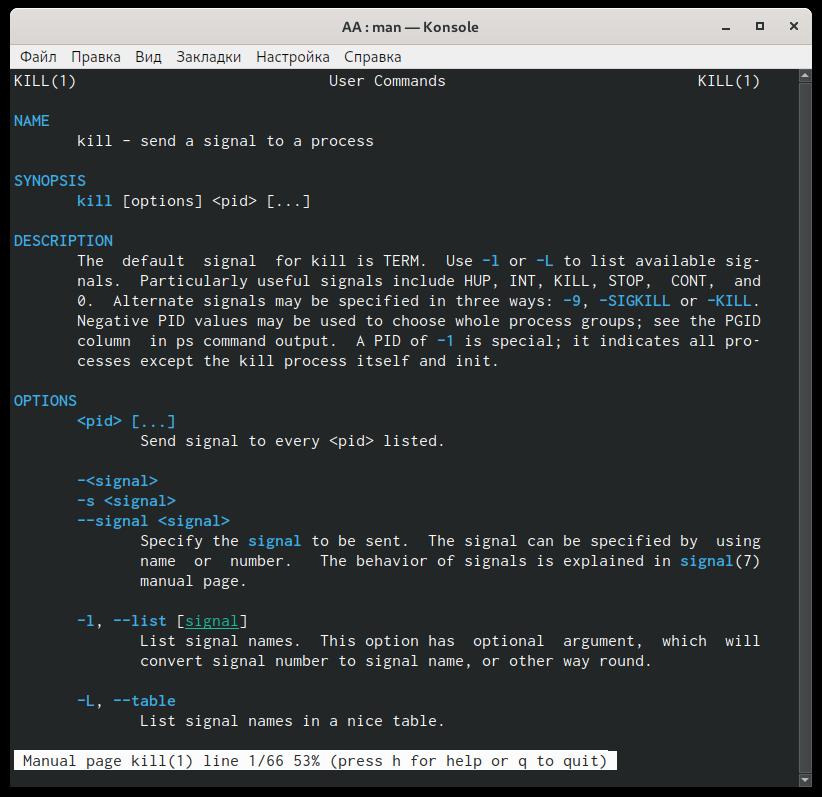 AA : man — Konsole
Файл Правка Вид Закладки Настройка Справка
KILL(1) User Commands KILL(1)
NAME
kill - send a signal to a process
SYNOPSIS
kill [options] <pid> [...]
DESCRIPTION
The default signal for kill is TERM. Use -l or -L to list available sig-
nals. Particularly useful signals include HUP, INT, KILL, STOP, CONT, and
0. Alternate signals may be specified in three ways: -9, -SIGKILL or -KILL.
Negative PID values may be used to choose whole process groups; see the PGID
column in ps command output. A PID of -1 is special; it indicates all pro-
cesses except the kill process itself and init.
OPTIONS
<pid> [...]
Send signal to every <pid> listed.
-<signal>
-s <signal>
--signal <signal>
Specify the signal to be sent. The signal can be specified by using
name or number. The behavior of signals is explained in signal(7)
manual page.
-l, --list [signal]
List signal names. This option has optional argument, which will
convert signal number to signal name, or other way round.
-L, --table
List signal names in a nice table.
Manual page kill(1) line 1/66 53% (press h for help or q to quit)